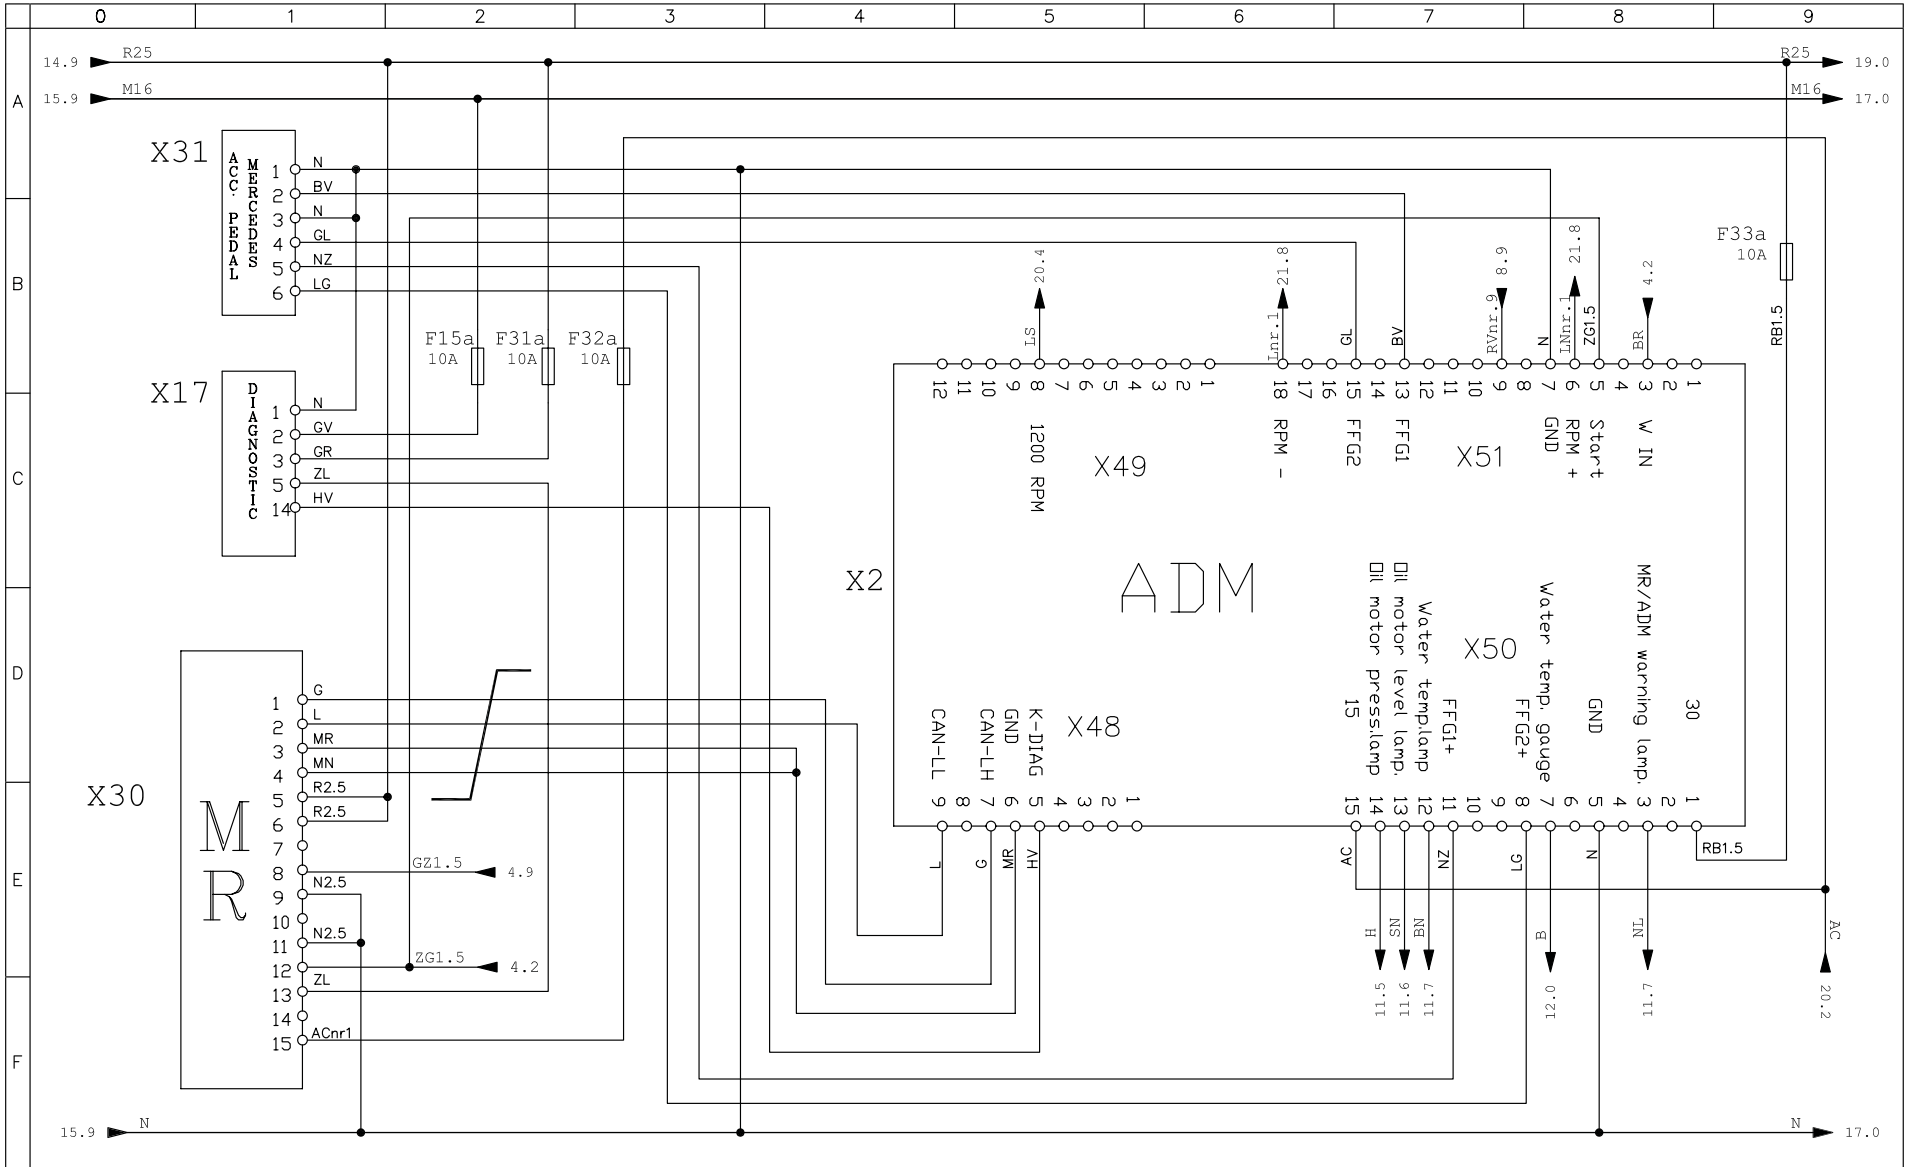 0 1 2 3 4 5 6 7 8 9
A
B
C
D
E
F
14.9 R25 R25 19.0
15.9 M16 M16 17.0
X31
MERCEDES
ACC. PEDAL
1 N
2 BV
3 N
4 GL
5 NZ
6 LG
X17
DIAGNOSTIC
1 N
2 GV
3 GR
5 ZL
14 HV
F15a
10A
F31a
10A
F32a
10A
F33a
10A
RB1.5
X30
MR
1 G
2 L
3 MR
4 MN
5 R2.5
6 R2.5
7
8 GZ1.5 4.9
9 N2.5
10
11 N2.5
12 ZG1.5 4.2
13 ZL
14
15 ACnr1
X2
ADM
20.4
LS
21.8
Lnr.1
GL
BV
8.9
RVnr.9
N
21.8
LNnr.1
ZG1.5
4.2
BR
12 11 10 9 8 7 6 5 4 3 2 1
18 17 16 15 14 13 12 11 10 9 8 7 6 5 4 3 2 1
1200 RPM
X49
RPM -
FFG2
FFG1
X51
GND
RPM +
Start
W IN
CAN-LL
CAN-LH
GND
K-DIAG
X48
15
Oil motor press.lamp
Oil motor level lamp.
Water temp.lamp
FFG1+
X50
FFG2+
Water temp. gauge
GND
MR/ADM warning lamp.
30
9 8 7 6 5 4 3 2 1
15 14 13 12 11 10 9 8 7 6 5 4 3 2 1
L
G
MR
HV
AC
NZ
LG
N
RB1.5
H
SN
BN
B
NL
AC
11.5
11.6
11.7
12.0
11.7
20.2
15.9 N N 17.0